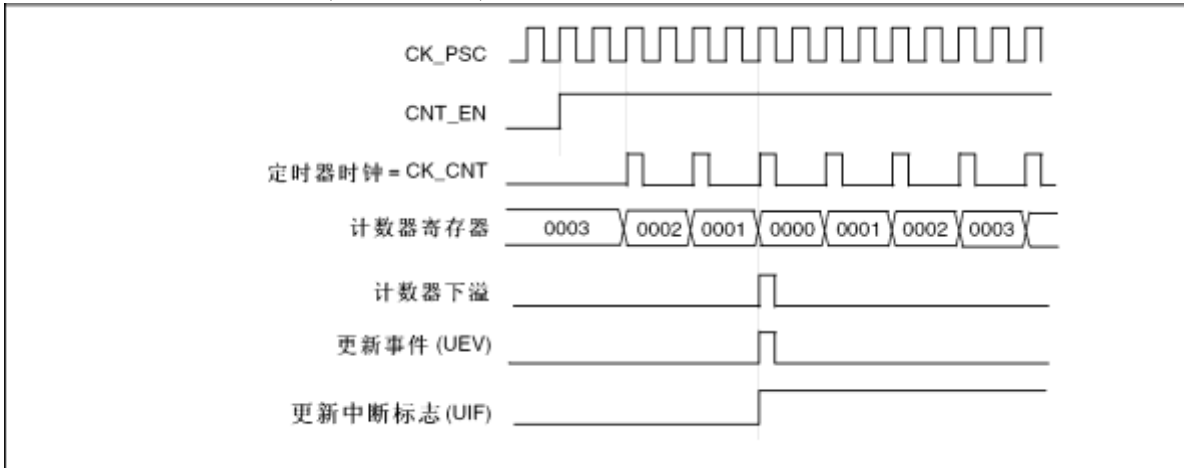 CK_PSC
CNT_EN
定时器时钟 = CK_CNT
计数器寄存器 0003 0002 0001 0000 0001 0002 0003
计数器下溢
更新事件 (UEV)
更新中断标志 (UIF)